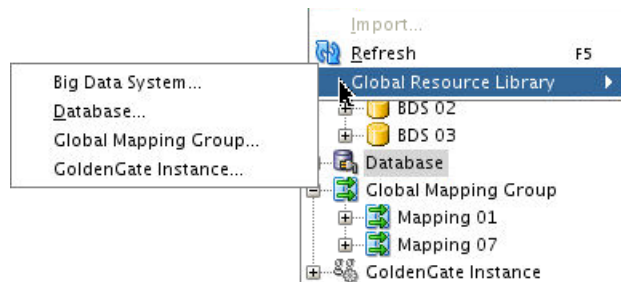 Import...
Refresh F5
Global Resource Library
Big Data System...
Database...
Global Mapping Group...
GoldenGate Instance...
BDS 02
BDS 03
Database
Global Mapping Group
Mapping 01
Mapping 07
GoldenGate Instance